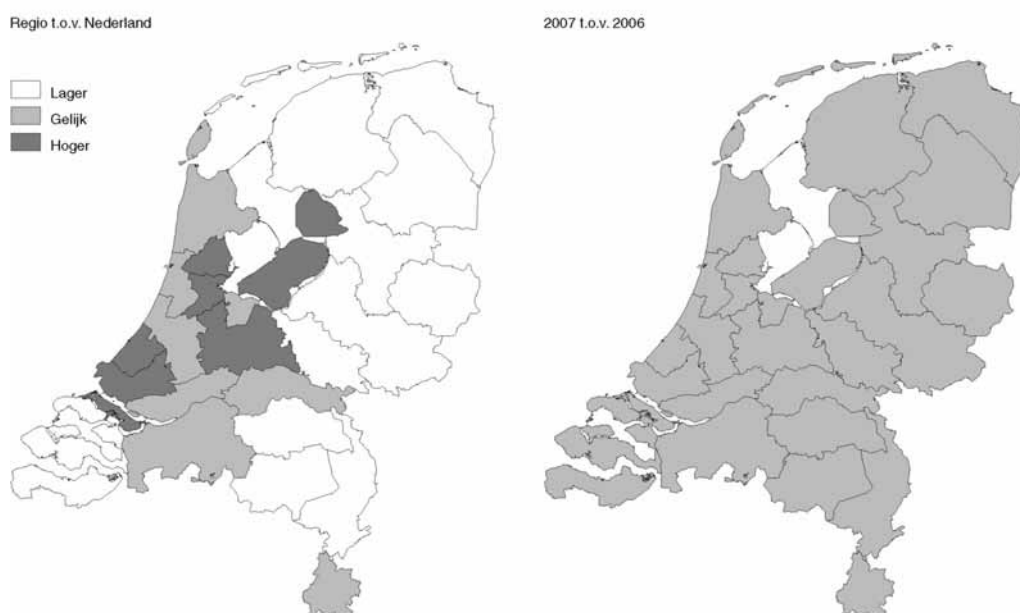 Regio t.o.v. Nederland
Lager
Gelijk
Hoger
2007 t.o.v. 2006